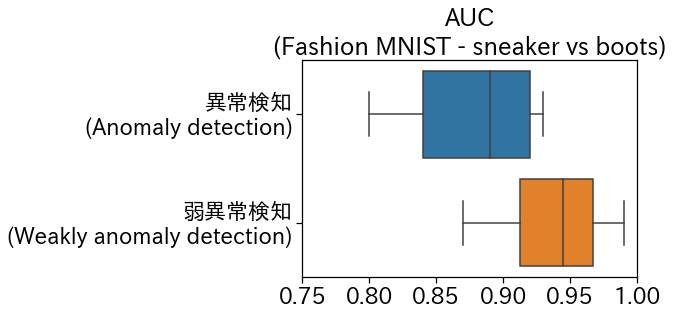 AUC
(Fashion MNIST - sneaker vs boots)
異常検知
(Anomaly detection)
弱異常検知
(Weakly anomaly detection)
0.75 0.80 0.85 0.90 0.95 1.00